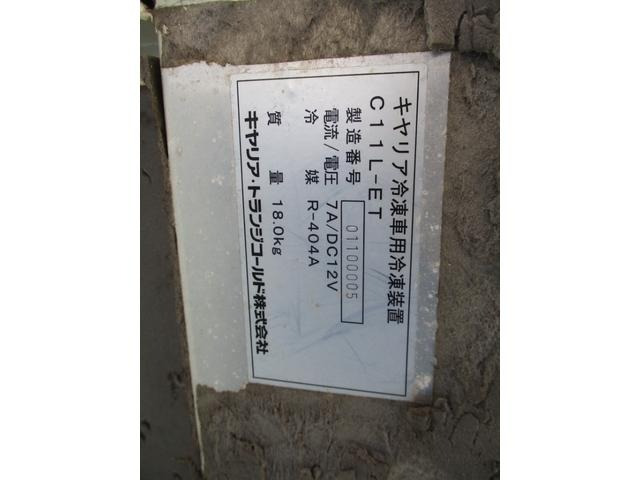 キヤリア冷凍車用冷凍装置
C11L-ET
製造番号 01100005
電流/電圧 7A/DC12V
冷媒 R-404A
質量 18.0kg
キヤリア・トランジコールド株式会社